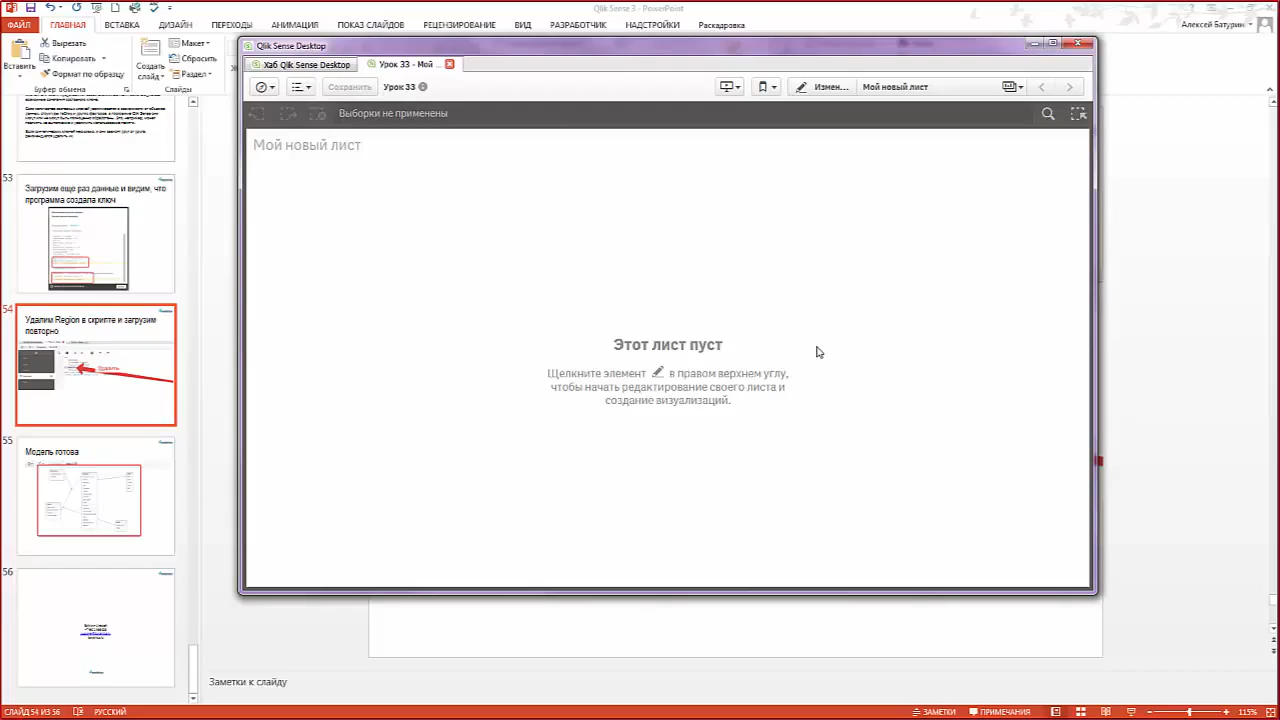 Qlik Sense 3 - PowerPoint
ФАЙЛ ГЛАВНАЯ ВСТАВКА ДИЗАЙН ПЕРЕХОДЫ АНИМАЦИЯ ПОКАЗ СЛАЙДОВ РЕЦЕНЗИРОВАНИЕ ВИД РАЗРАБОТЧИК НАДСТРОЙКИ Раскадровка Алексей Батурин
Вставить
Вырезать
Копировать
Формат по образцу
Буфер обмена
Создать слайд
Макет
Сбросить
Раздел
Слайды
Qlik Sense Desktop
Хаб Qlik Sense Desktop Урок 33 - Мой ...
Сохранить Урок 33 Измен... Мой новый лист
Выборки не применены
Мой новый лист
Этот лист пуст
Щелкните элемент в правом верхнем углу,
чтобы начать редактирование своего листа и
создание визуализаций.
53
Загрузим еще раз данные и видим, что
программа создала ключ
54
Удалим Region в скрипте и загрузим
повторно
Удалить
55
Модель готова
56
Заметки к слайду
СЛАЙД 54 ИЗ 56 РУССКИЙ ЗАМЕТКИ ПРИМЕЧАНИЯ 115%